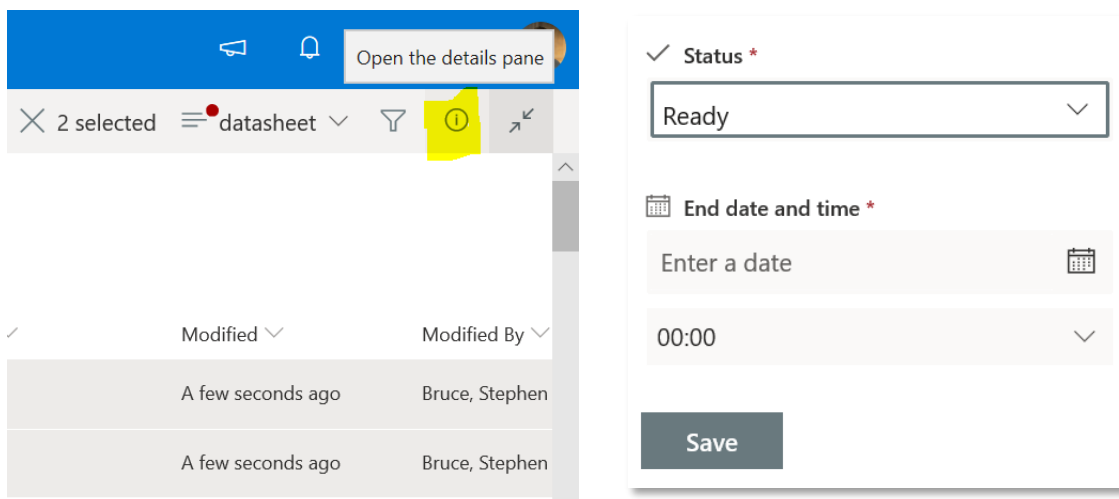 Open the details pane
2 selected
datasheet
Modified
Modified By
A few seconds ago
Bruce, Stephen
A few seconds ago
Bruce, Stephen
Status *
Ready
End date and time *
Enter a date
00:00
Save